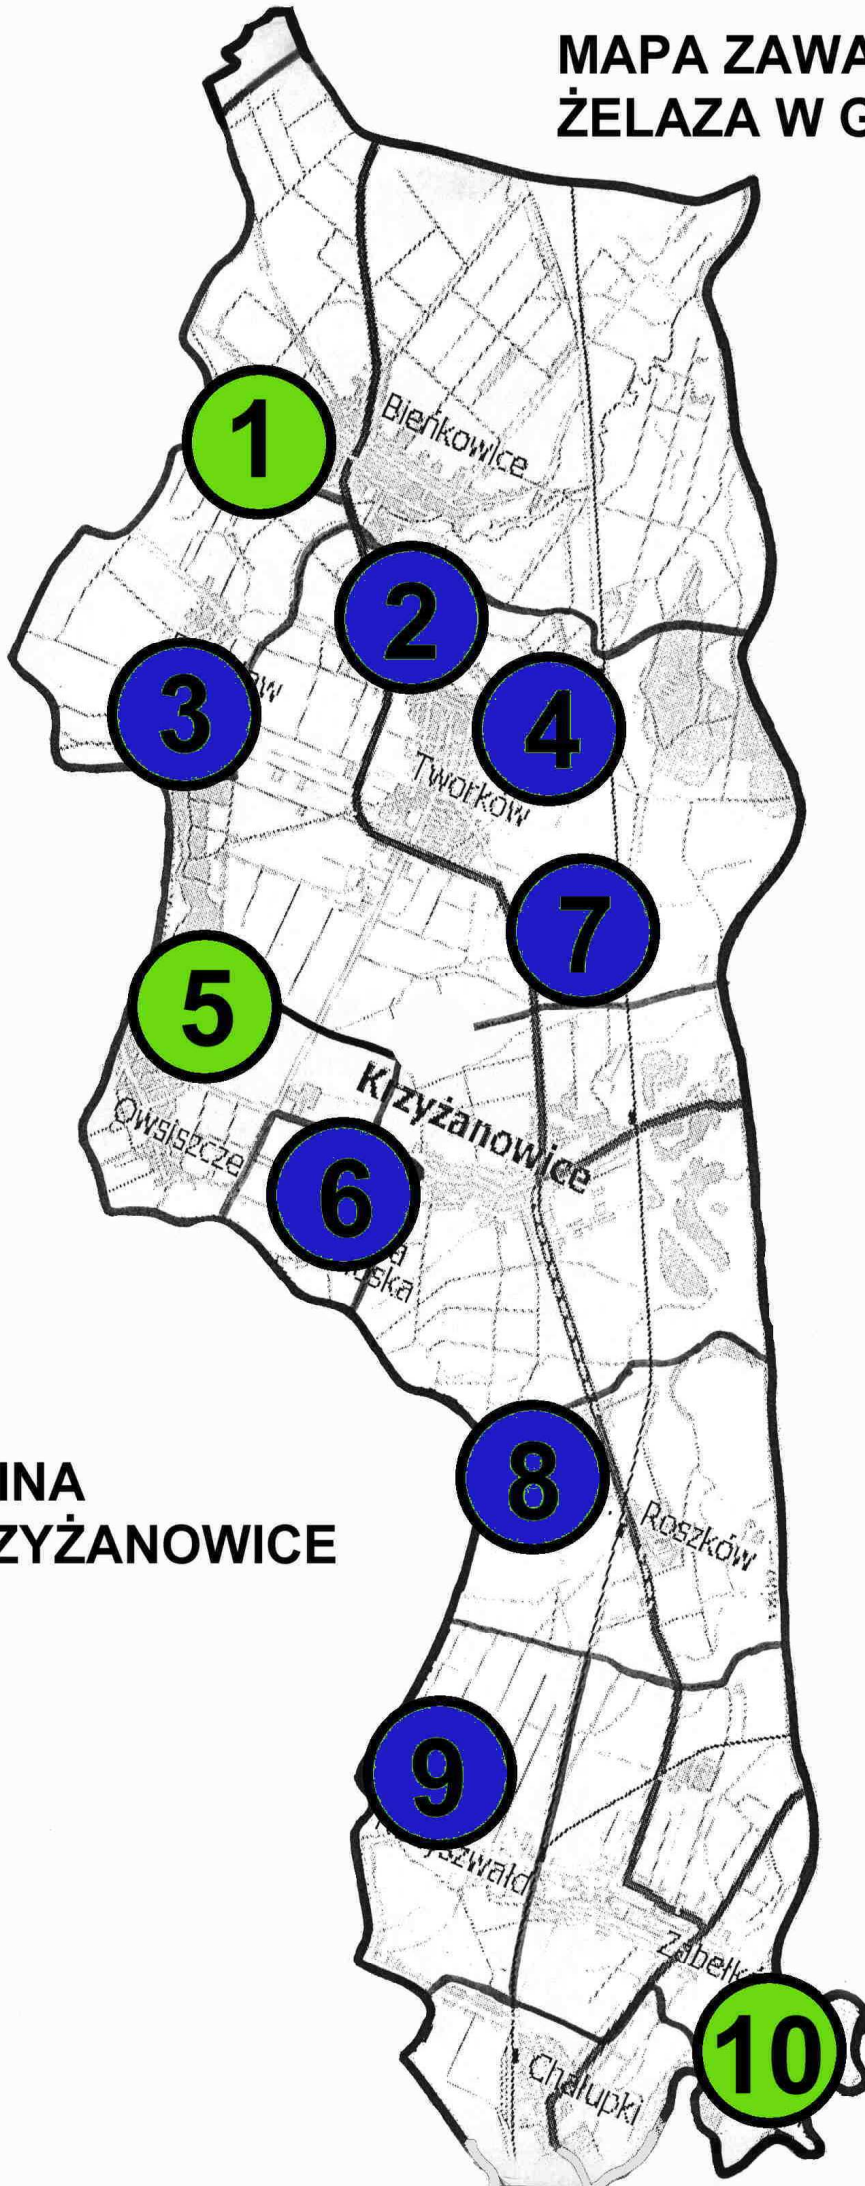 MAPA ZAWA
ŻELAZA W G
1
Bieńkowice
2
3
4
Tworków
7
5
Krzyżanowice
Owsiszcze
6
8
INA
ZYŻANOWICE
Roszków
9
10
Chałupki